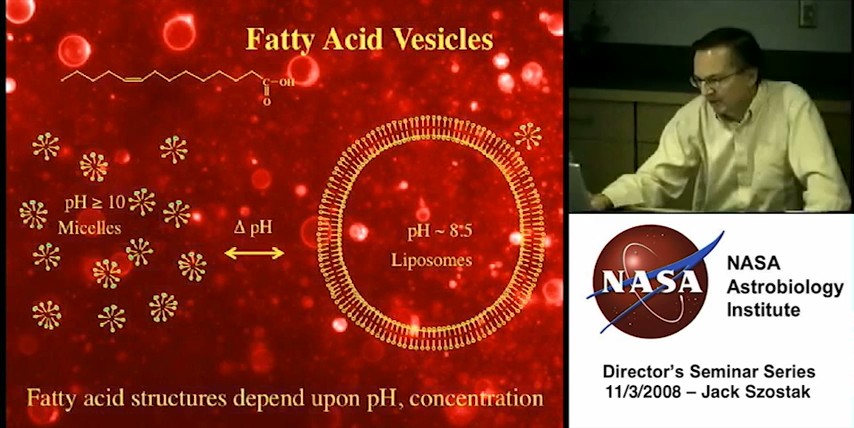 Fatty Acid Vesicles
C OH
O
pH ≥ 10
Micelles
Δ pH
pH ~ 8.5
Liposomes
Fatty acid structures depend upon pH, concentration
NASA
NASA
Astrobiology
Institute
Director's Seminar Series
11/3/2008 – Jack Szostak